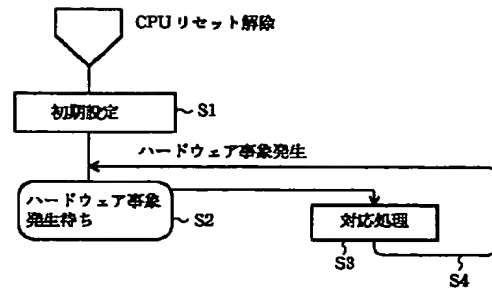 CPUリセット解除
初期設定
S1
ハードウェア事象発生
ハードウェア事象
発生待ち
S2
対応処理
S3
S4